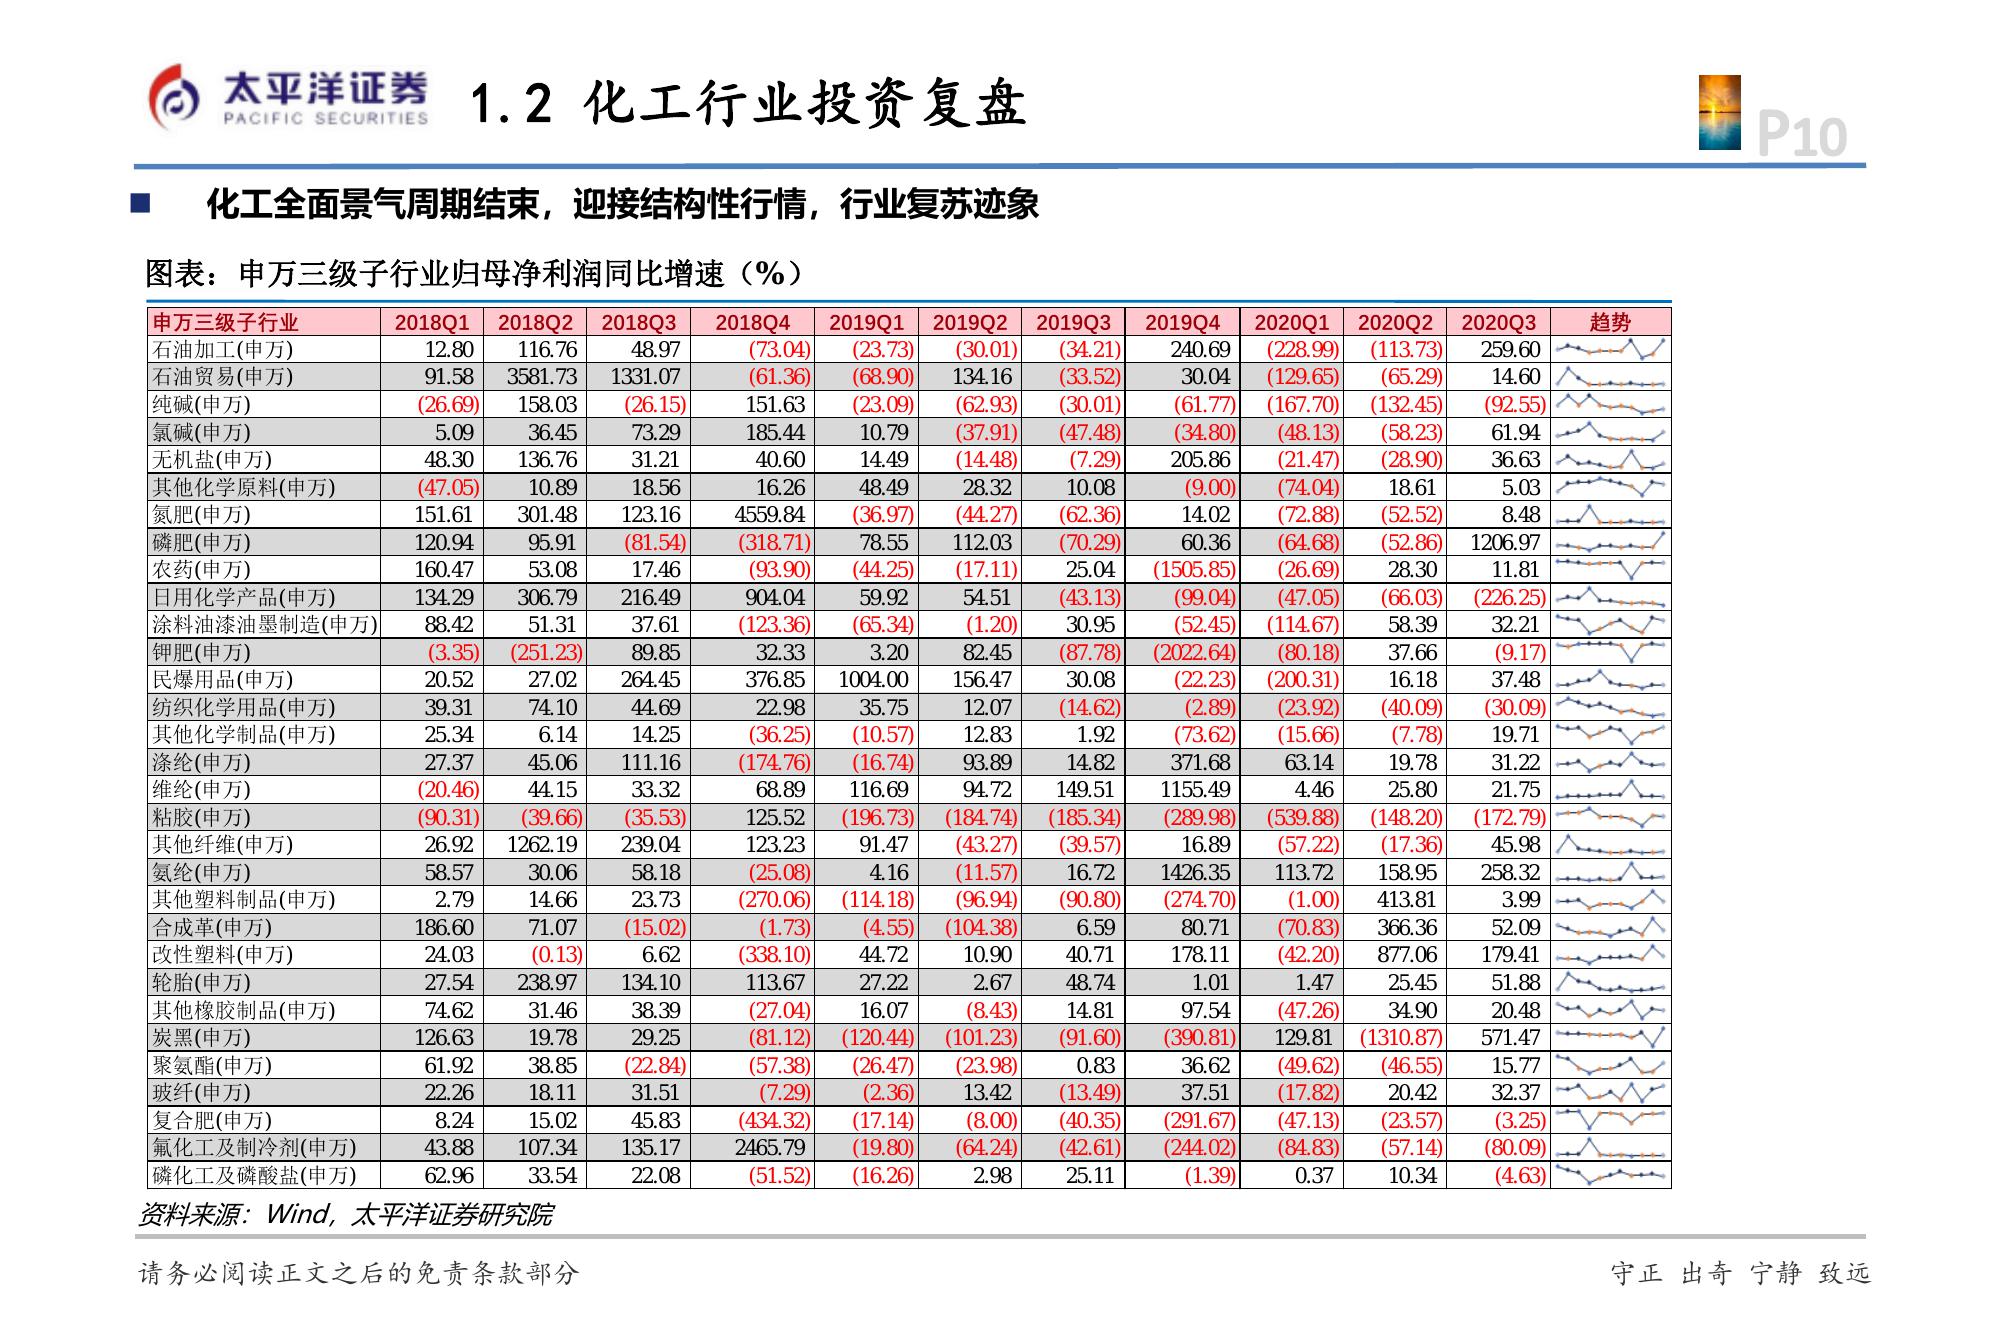 太平洋证券
PACIFIC SECURITIES
1.2 化工行业投资复盘
P10
化工全面景气周期结束，迎接结构性行情，行业复苏迹象
图表：申万三级子行业归母净利润同比增速（%）
申万三级子行业 2018Q1 2018Q2 2018Q3 2018Q4 2019Q1 2019Q2 2019Q3 2019Q4 2020Q1 2020Q2 2020Q3 趋势
石油加工(申万) 12.80 116.76 48.97 (73.04) (23.73) (30.01) (34.21) 240.69 (228.99) (113.73) 259.60
石油贸易(申万) 91.58 3581.73 1331.07 (61.36) (68.90) 134.16 (33.52) 30.04 (129.65) (65.29) 14.60
纯碱(申万) (26.69) 158.03 (26.15) 151.63 (23.09) (62.93) (30.01) (61.77) (167.70) (132.45) (92.55)
氯碱(申万) 5.09 36.45 73.29 185.44 10.79 (37.91) (47.48) (34.80) (48.13) (58.23) 61.94
无机盐(申万) 48.30 136.76 31.21 40.60 14.49 (14.48) (7.29) 205.86 (21.47) (28.90) 36.63
其他化学原料(申万) (47.05) 10.89 18.56 16.26 48.49 28.32 10.08 (9.00) (74.04) 18.61 5.03
氮肥(申万) 151.61 301.48 123.16 4559.84 (36.97) (44.27) (62.36) 14.02 (72.88) (52.52) 8.48
磷肥(申万) 120.94 95.91 (81.54) (318.71) 78.55 112.03 (70.29) 60.36 (64.68) (52.86) 1206.97
农药(申万) 160.47 53.08 17.46 (93.90) (44.25) (17.11) 25.04 (1505.85) (26.69) 28.30 11.81
日用化学产品(申万) 134.29 306.79 216.49 904.04 59.92 54.51 (43.13) (99.04) (47.05) (66.03) (226.25)
涂料油漆油墨制造(申万) 88.42 51.31 37.61 (123.36) (65.34) (1.20) 30.95 (52.45) (114.67) 58.39 32.21
钾肥(申万) (3.35) (251.23) 89.85 32.33 3.20 82.45 (87.78) (2022.64) (80.18) 37.66 (9.17)
民爆用品(申万) 20.52 27.02 264.45 376.85 1004.00 156.47 30.08 (22.23) (200.31) 16.18 37.48
纺织化学用品(申万) 39.31 74.10 44.69 22.98 35.75 12.07 (14.62) (2.89) (23.92) (40.09) (30.09)
其他化学制品(申万) 25.34 6.14 14.25 (36.25) (10.57) 12.83 1.92 (73.62) (15.66) (7.78) 19.71
涤纶(申万) 27.37 45.06 111.16 (174.76) (16.74) 93.89 14.82 371.68 63.14 19.78 31.22
维纶(申万) (20.46) 44.15 33.32 68.89 116.69 94.72 149.51 1155.49 4.46 25.80 21.75
粘胶(申万) (90.31) (39.66) (35.53) 125.52 (196.73) (184.74) (185.34) (289.98) (539.88) (148.20) (172.79)
其他纤维(申万) 26.92 1262.19 239.04 123.23 91.47 (43.27) (39.57) 16.89 (57.22) (17.36) 45.98
氨纶(申万) 58.57 30.06 58.18 (25.08) 4.16 (11.57) 16.72 1426.35 113.72 158.95 258.32
其他塑料制品(申万) 2.79 14.66 23.73 (270.06) (114.18) (96.94) (90.80) (274.70) (1.00) 413.81 3.99
合成革(申万) 186.60 71.07 (15.02) (1.73) (4.55) (104.38) 6.59 80.71 (70.83) 366.36 52.09
改性塑料(申万) 24.03 (0.13) 6.62 (338.10) 44.72 10.90 40.71 178.11 (42.20) 877.06 179.41
轮胎(申万) 27.54 238.97 134.10 113.67 27.22 2.67 48.74 1.01 1.47 25.45 51.88
其他橡胶制品(申万) 74.62 31.46 38.39 (27.04) 16.07 (8.43) 14.81 97.54 (47.26) 34.90 20.48
炭黑(申万) 126.63 19.78 29.25 (81.12) (120.44) (101.23) (91.60) (390.81) 129.81 (1310.87) 571.47
聚氨酯(申万) 61.92 38.85 (22.84) (57.38) (26.47) (23.98) 0.83 36.62 (49.62) (46.55) 15.77
玻纤(申万) 22.26 18.11 31.51 (7.29) (2.36) 13.42 (13.49) 37.51 (17.82) 20.42 32.37
复合肥(申万) 8.24 15.02 45.83 (434.32) (17.14) (8.00) (40.35) (291.67) (47.13) (23.57) (3.25)
氟化工及制冷剂(申万) 43.88 107.34 135.17 2465.79 (19.80) (64.24) (42.61) (244.02) (84.83) (57.14) (80.09)
磷化工及磷酸盐(申万) 62.96 33.54 22.08 (51.52) (16.26) 2.98 25.11 (1.39) 0.37 10.34 (4.63)
资料来源：Wind，太平洋证券研究院
请务必阅读正文之后的免责条款部分
守正 出奇 宁静 致远